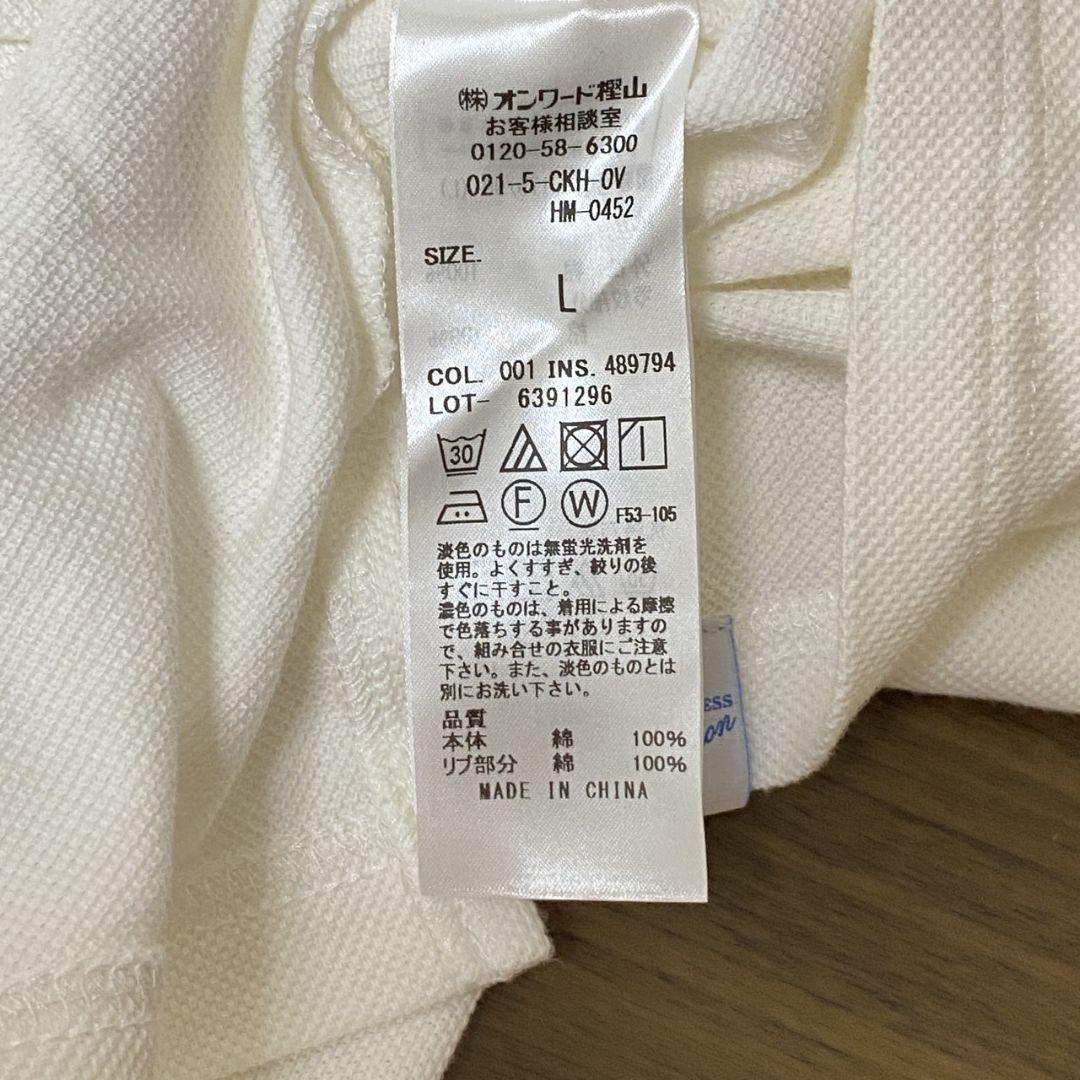 (株)オンワード樫山
お客様相談室
0120-58-6300
021-5-CKH-0V
HM-0452
SIZE.
L
COL. 001 INS. 489794
LOT- 6391296
30
F
W
F53-105
淡色のものは無蛍光洗剤を
使用。よくすすぎ、絞りの後
すぐに干すこと。
濃色のものは、着用による摩擦
で色落ちする事がありますの
で、組み合せの衣服にご注意
下さい。また、淡色のものとは
別にお洗い下さい。
品質
本体 綿 100%
リブ部分 綿 100%
MADE IN CHINA
ESS
on